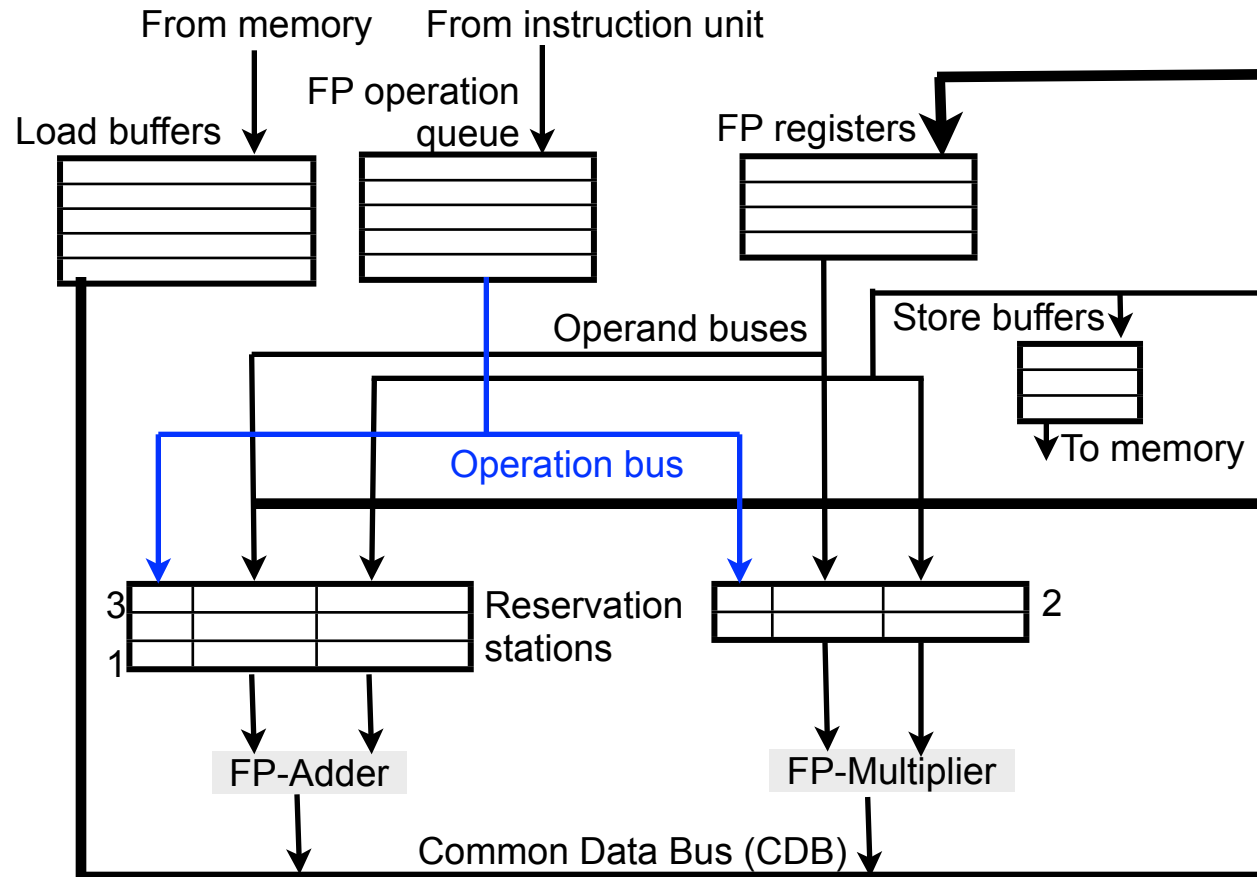 From memory
From instruction unit
FP operation
queue
Load buffers
FP registers
Operand buses
Store buffers
To memory
Operation bus
3
Reservation
stations
1
2
FP-Adder
FP-Multiplier
Common Data Bus (CDB)